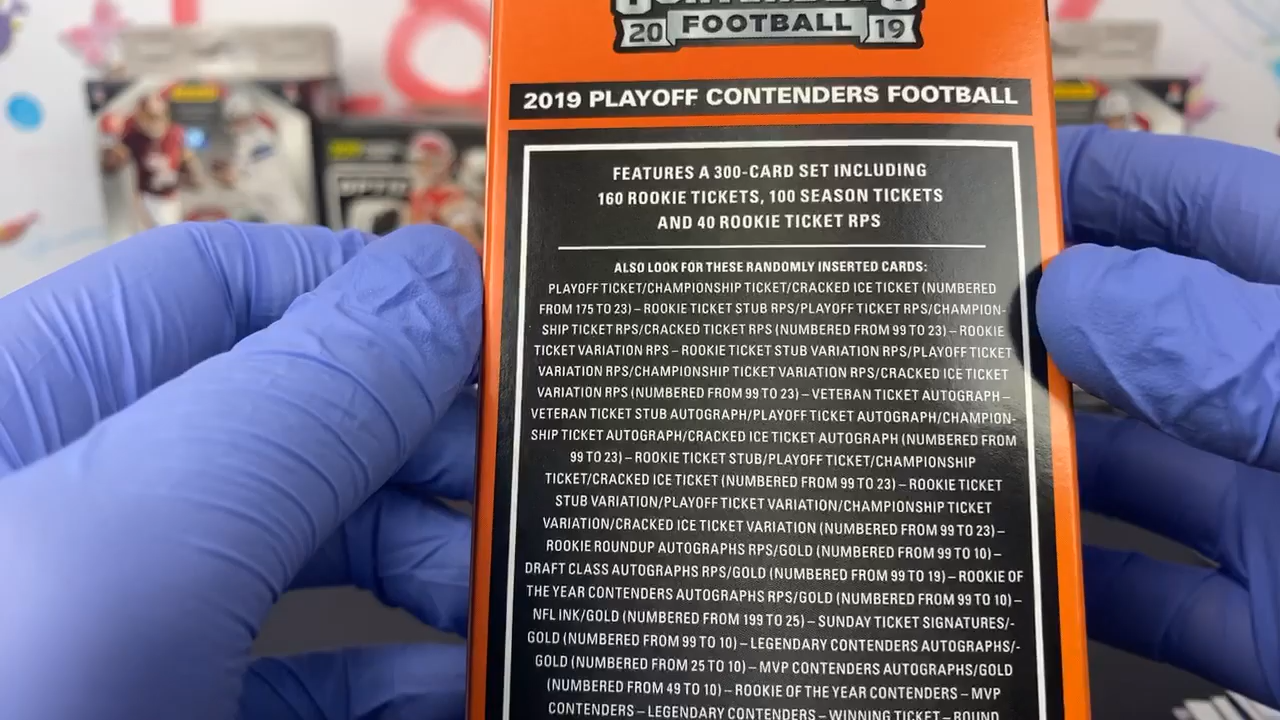 20 FOOTBALL 19
2019 PLAYOFF CONTENDERS FOOTBALL
FEATURES A 300-CARD SET INCLUDING
160 ROOKIE TICKETS, 100 SEASON TICKETS
AND 40 ROOKIE TICKET RPS
ALSO LOOK FOR THESE RANDOMLY INSERTED CARDS:
PLAYOFF TICKET/CHAMPIONSHIP TICKET/CRACKED ICE TICKET (NUMBERED
FROM 175 TO 23) – ROOKIE TICKET STUB RPS/PLAYOFF TICKET RPS/CHAMPION-
SHIP TICKET RPS/CRACKED TICKET RPS (NUMBERED FROM 99 TO 23) – ROOKIE
TICKET VARIATION RPS – ROOKIE TICKET STUB VARIATION RPS/PLAYOFF TICKET
VARIATION RPS/CHAMPIONSHIP TICKET VARIATION RPS/CRACKED ICE TICKET
VARIATION RPS (NUMBERED FROM 99 TO 23) – VETERAN TICKET AUTOGRAPH –
VETERAN TICKET STUB AUTOGRAPH/PLAYOFF TICKET AUTOGRAPH/CHAMPION-
SHIP TICKET AUTOGRAPH/CRACKED ICE TICKET AUTOGRAPH (NUMBERED FROM
99 TO 23) – ROOKIE TICKET STUB/PLAYOFF TICKET/CHAMPIONSHIP
TICKET/CRACKED ICE TICKET (NUMBERED FROM 99 TO 23) – ROOKIE TICKET
STUB VARIATION/PLAYOFF TICKET VARIATION/CHAMPIONSHIP TICKET
VARIATION/CRACKED ICE TICKET VARIATION (NUMBERED FROM 99 TO 23) –
ROOKIE ROUNDUP AUTOGRAPHS RPS/GOLD (NUMBERED FROM 99 TO 10) –
DRAFT CLASS AUTOGRAPHS RPS/GOLD (NUMBERED FROM 99 TO 19) – ROOKIE OF
THE YEAR CONTENDERS AUTOGRAPHS RPS/GOLD (NUMBERED FROM 99 TO 10) –
NFL INK/GOLD (NUMBERED FROM 199 TO 25) – SUNDAY TICKET SIGNATURES/-
GOLD (NUMBERED FROM 99 TO 10) – LEGENDARY CONTENDERS AUTOGRAPHS/-
GOLD (NUMBERED FROM 25 TO 10) – MVP CONTENDERS AUTOGRAPHS/GOLD
(NUMBERED FROM 49 TO 10) – ROOKIE OF THE YEAR CONTENDERS – MVP
CONTENDERS – LEGENDARY CONTENDERS – WINNING TICKET – ROUND